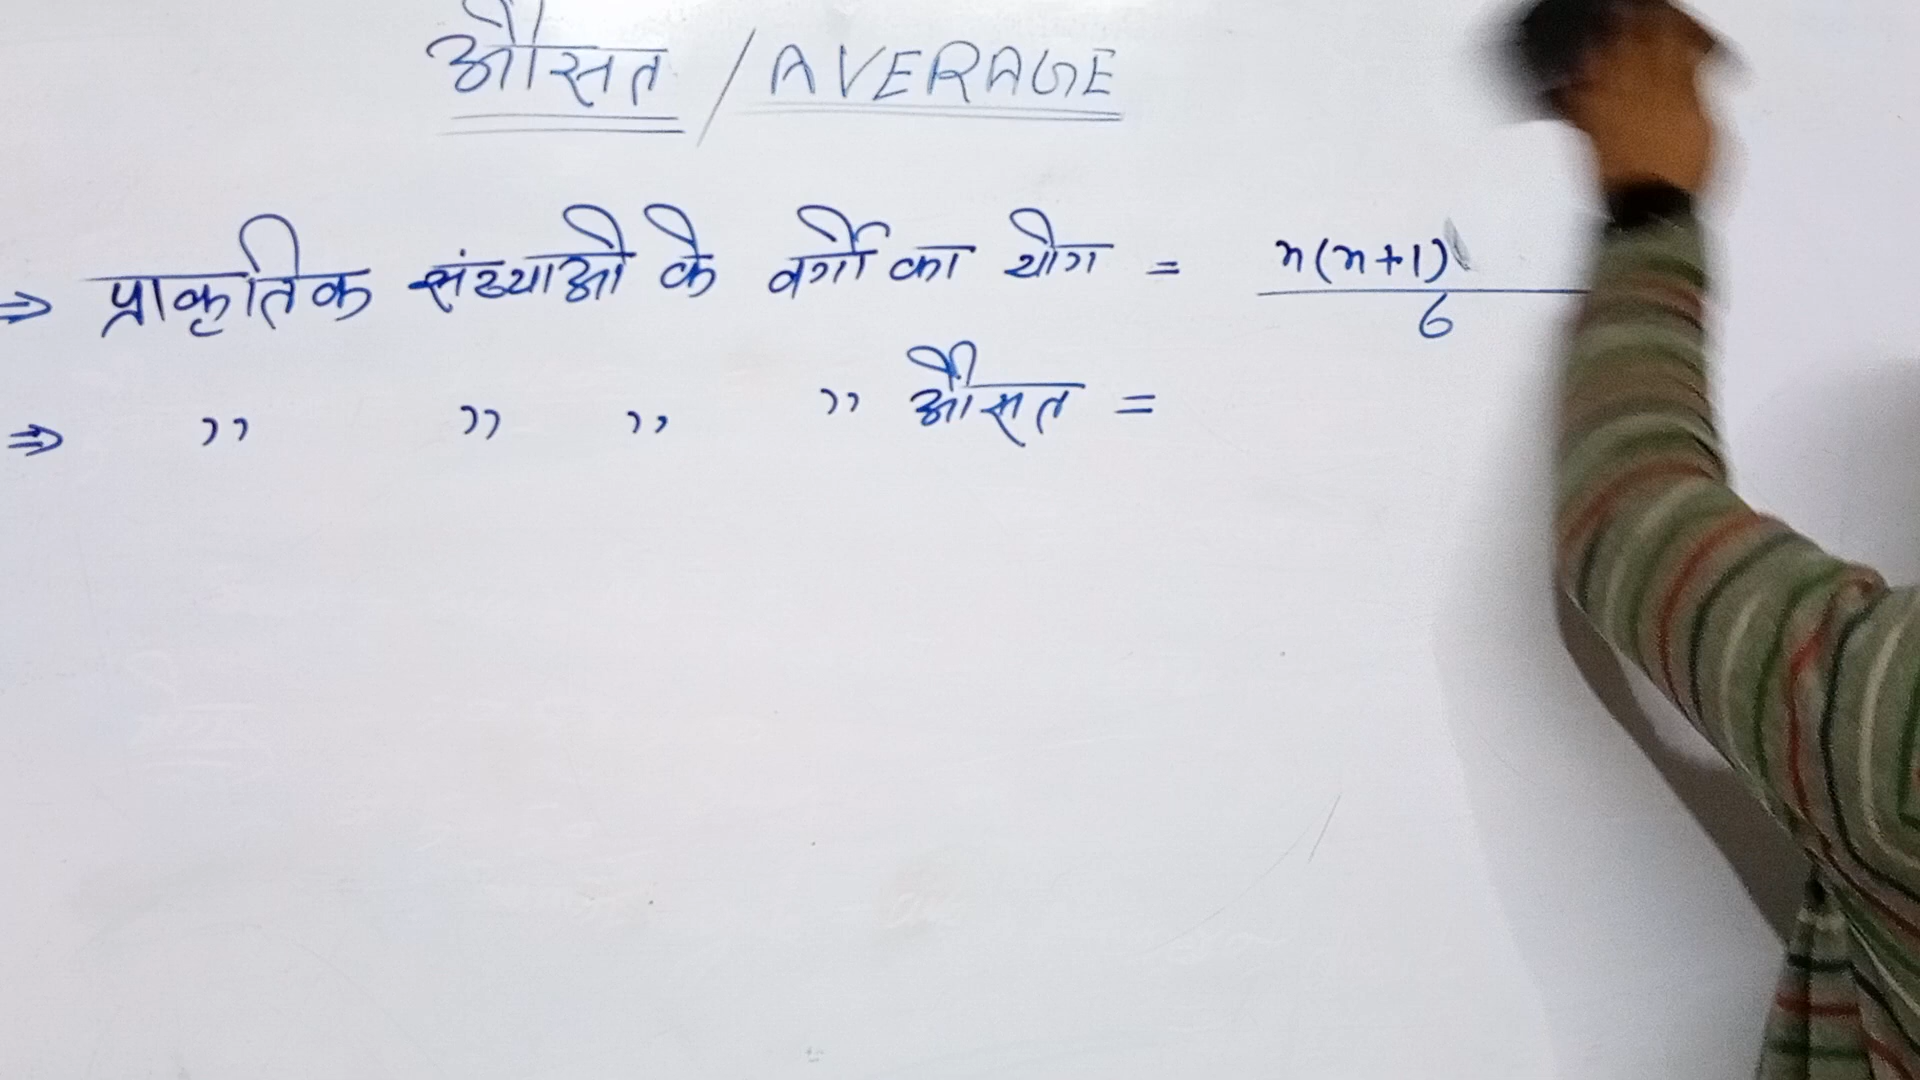 औसत / AVERAGE
⇒ प्राकृतिक संख्याओ के वर्गो का योग = n(n+1) / 6
⇒ ,, ,, ,, ,, औसत =